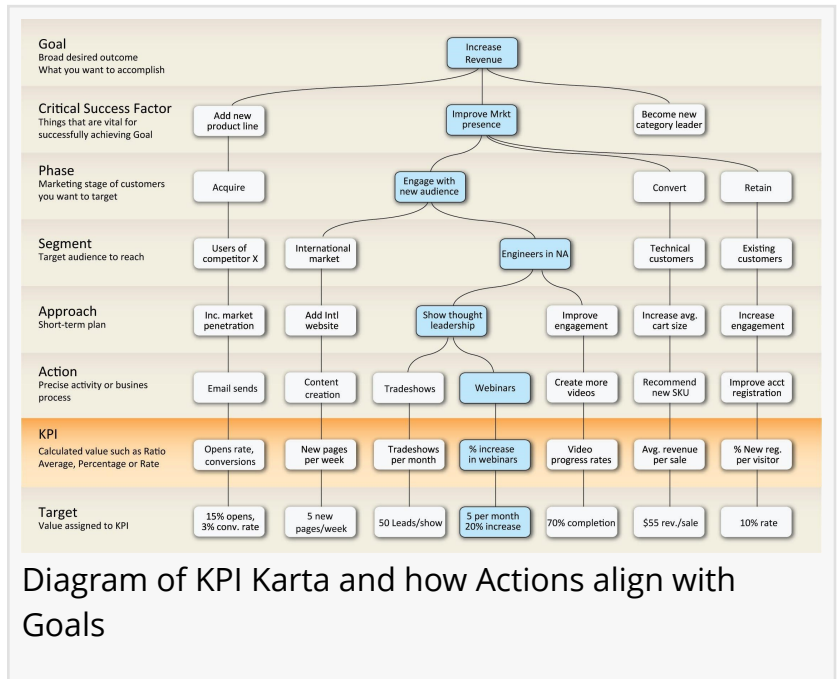 Goal
Broad desired outcome
What you want to accomplish
Increase
Revenue
Critical Success Factor
Things that are vital for
successfully achieving Goal
Add new
product line
Improve Mrkt
presence
Become new
category leader
Phase
Marketing stage of customers
you want to target
Acquire
Engage with
new audience
Convert
Retain
Segment
Target audience to reach
Users of
competitor X
International
market
Engineers in NA
Technical
customers
Existing
customers
Approach
Short-term plan
Inc. market
penetration
Add Intl
website
Show thought
leadership
Improve
engagement
Increase avg.
cart size
Increase
engagement
Action
Precise activity or busines
process
Email sends
Content
creation
Tradeshows
Webinars
Create more
videos
Recommend
new SKU
Improve acct
registration
KPI
Calculated value such as Ratio
Average, Percentage or Rate
Opens rate,
conversions
New pages
per week
Tradeshows
per month
% increase
in webinars
Video
progress rates
Avg. revenue
per sale
% New reg.
per visitor
Target
Value assigned to KPI
15% opens,
3% conv. rate
5 new
pages/week
50 Leads/show
5 per month
20% increase
70% completion
$55 rev./sale
10% rate
Diagram of KPI Karta and how Actions align with
Goals